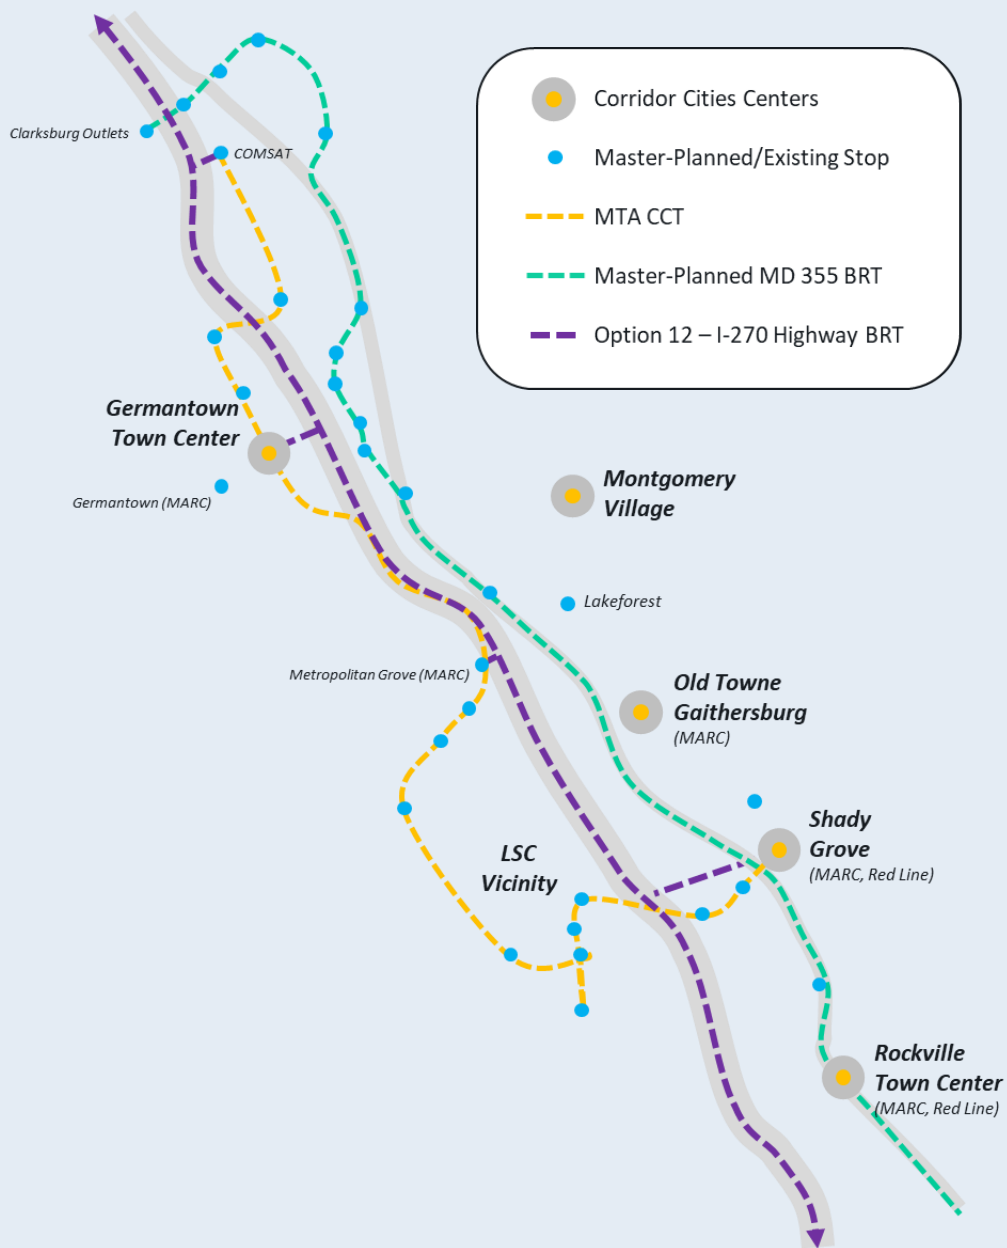 Corridor Cities Centers
Master-Planned/Existing Stop
MTA CCT
Master-Planned MD 355 BRT
Option 12 – I-270 Highway BRT
Clarksburg Outlets
COMSAT
Germantown
Town Center
Germantown (MARC)
Montgomery
Village
Lakeforest
Metropolitan Grove (MARC)
Old Towne
Gaithersburg
(MARC)
Shady
Grove
(MARC, Red Line)
LSC
Vicinity
Rockville
Town Center
(MARC, Red Line)